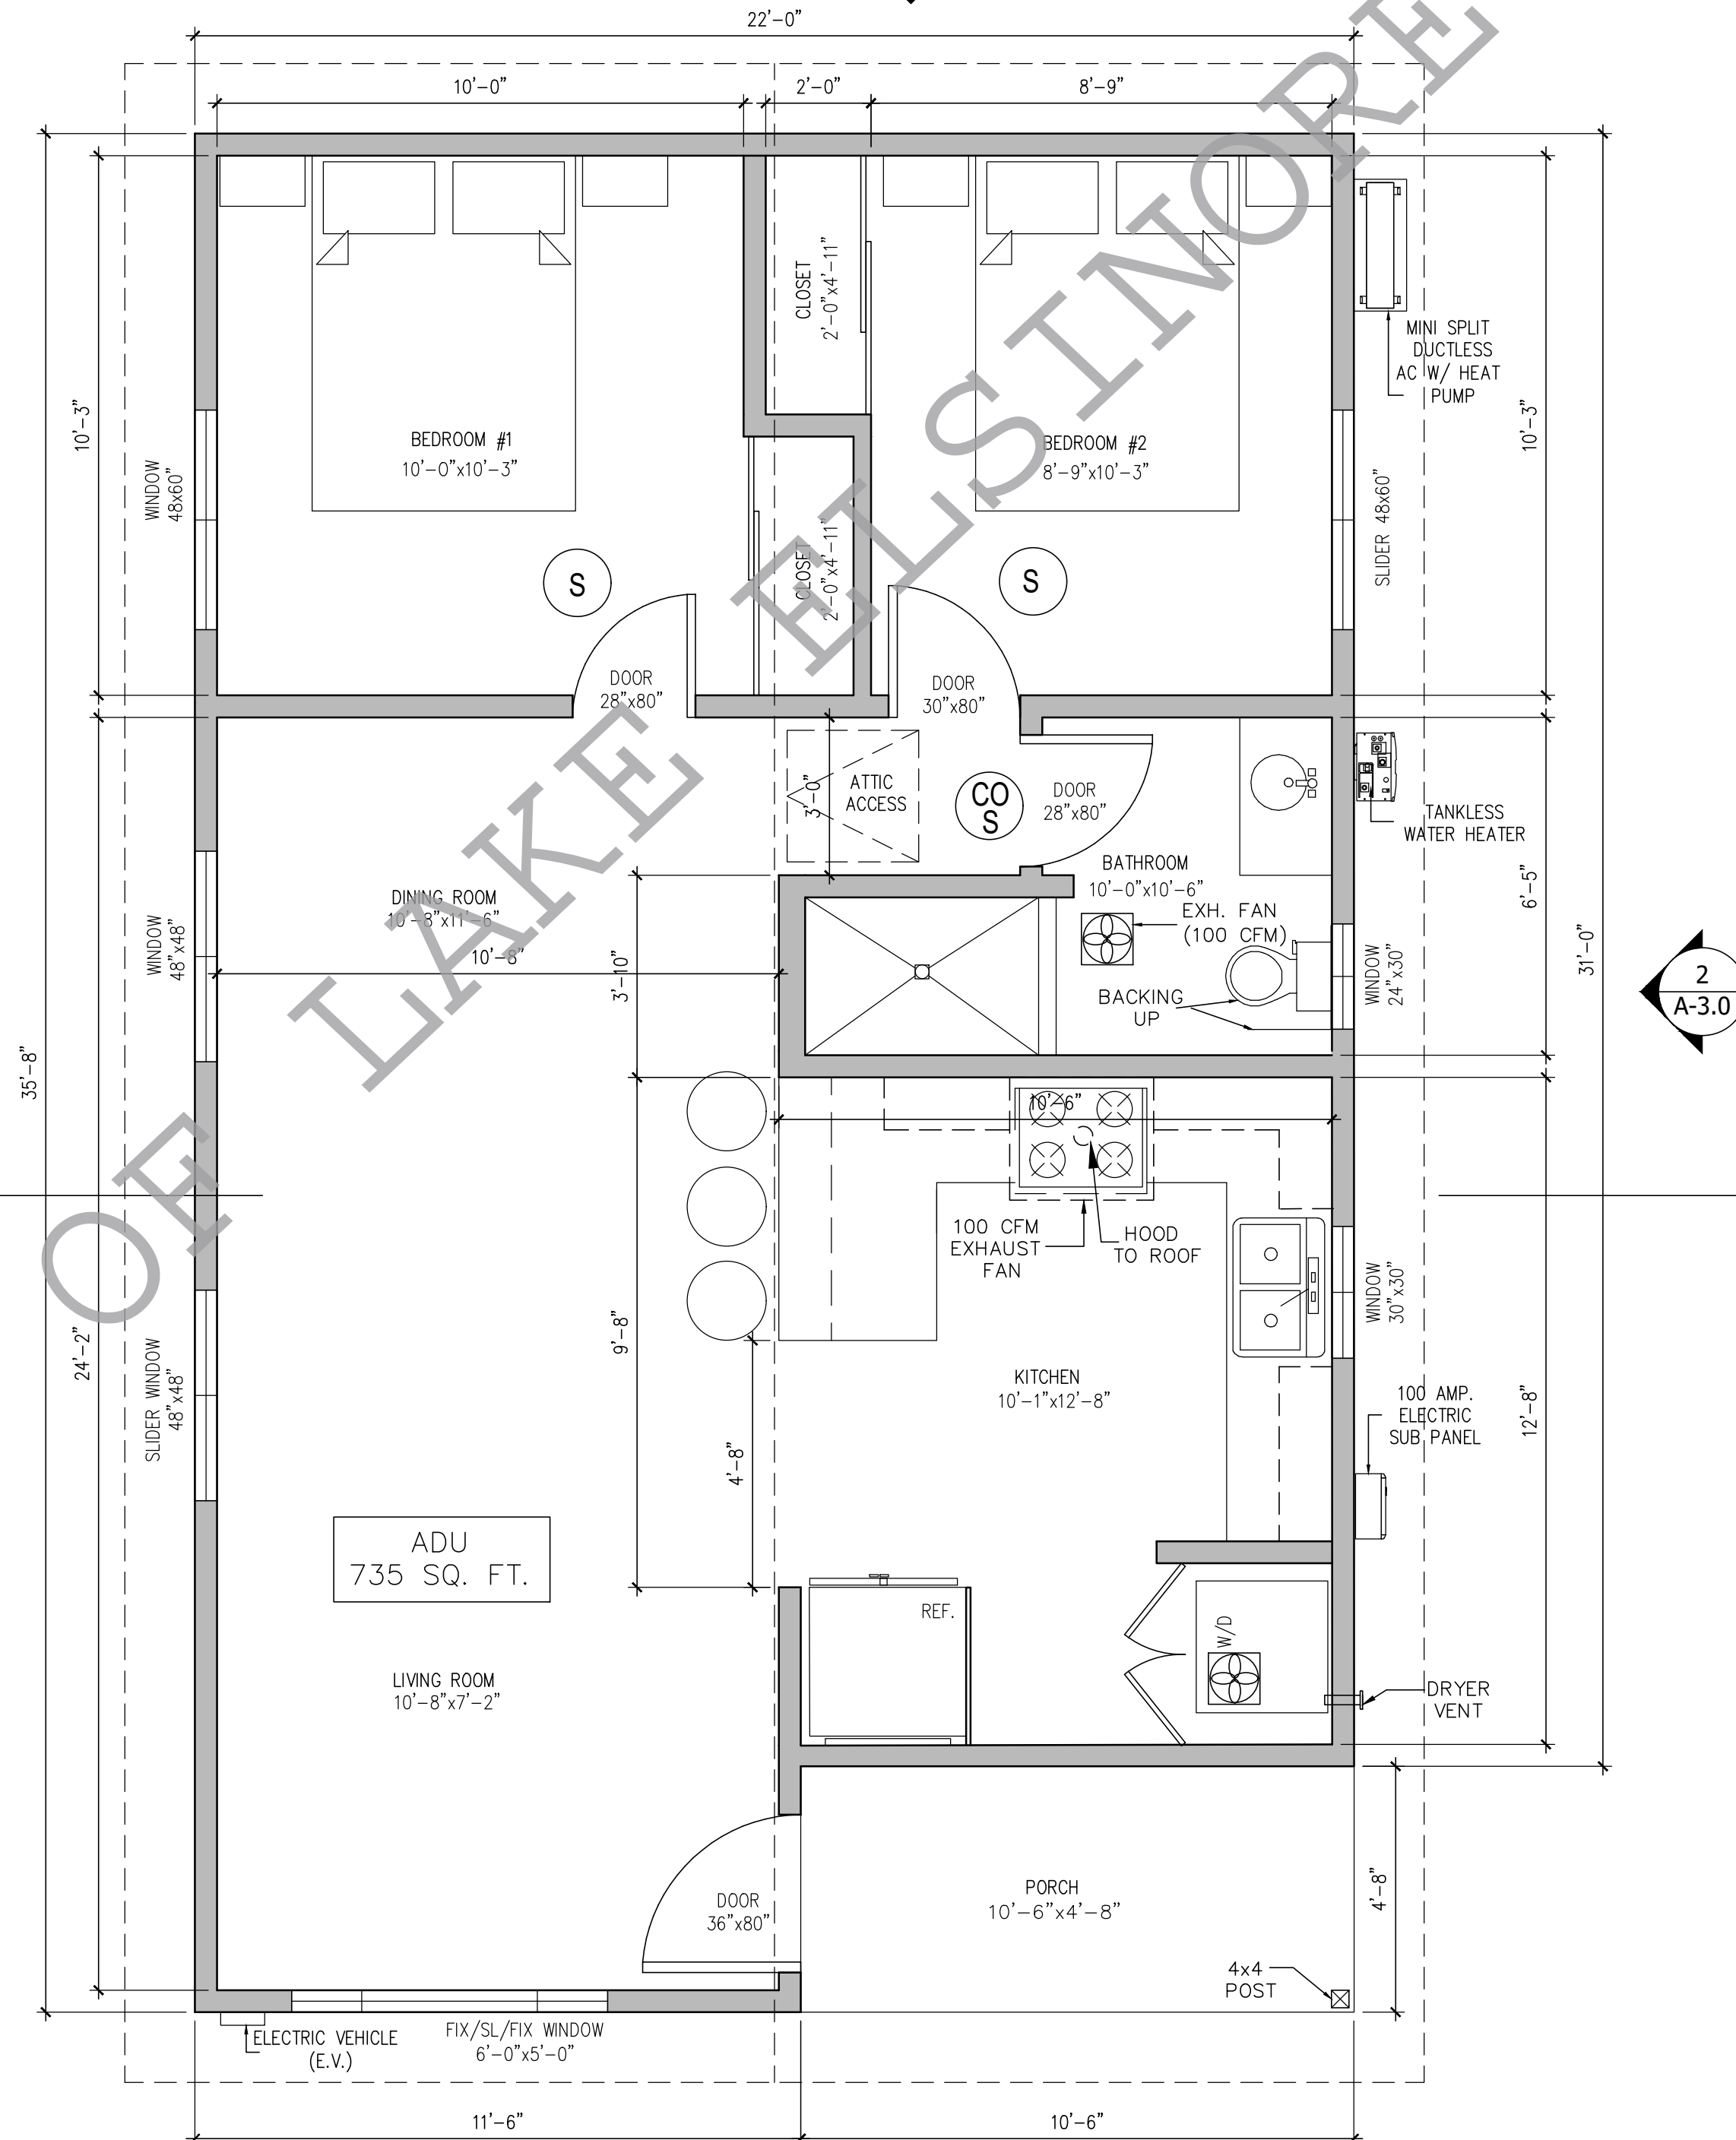 22'-0"
10'-0"
2'-0"
8'-9"
OF LAKE ELSINORE
CLOSET
2'-0"x4'-11"
MINI SPLIT
DUCTLESS
AC W/ HEAT
PUMP
10'-3"
BEDROOM #1
10'-0"x10'-3"
BEDROOM #2
8'-9"x10'-3"
10'-3"
WINDOW
48x60"
SLIDER 48x60"
CLOSET
2'-0"x4'-11"
S
S
DOOR
28"x80"
DOOR
30"x80"
3'-0"
ATTIC
ACCESS
CO
S
DOOR
28"x80"
TANKLESS
WATER HEATER
BATHROOM
10'-0"x10'-6"
6'-5"
DINING ROOM
10'-8"x11'-6"
10'-8"
EXH. FAN
(100 CFM)
WINDOW
48"x48"
3'-10"
WINDOW
24"x30"
31'-0"
2
A-3.0
BACKING
UP
35'-8"
10'-6"
100 CFM
EXHAUST
FAN
HOOD
TO ROOF
WINDOW
30"x30"
24'-2"
9'-8"
SLIDER WINDOW
48"x48"
KITCHEN
10'-1"x12'-8"
100 AMP.
ELECTRIC
SUB PANEL
12'-8"
4'-8"
ADU
735 SQ. FT.
REF.
W/D
LIVING ROOM
10'-8"x7'-2"
DRYER
VENT
DOOR
36"x80"
PORCH
10'-6"x4'-8"
4'-8"
4x4
POST
ELECTRIC VEHICLE
(E.V.)
FIX/SL/FIX WINDOW
6'-0"x5'-0"
11'-6"
10'-6"